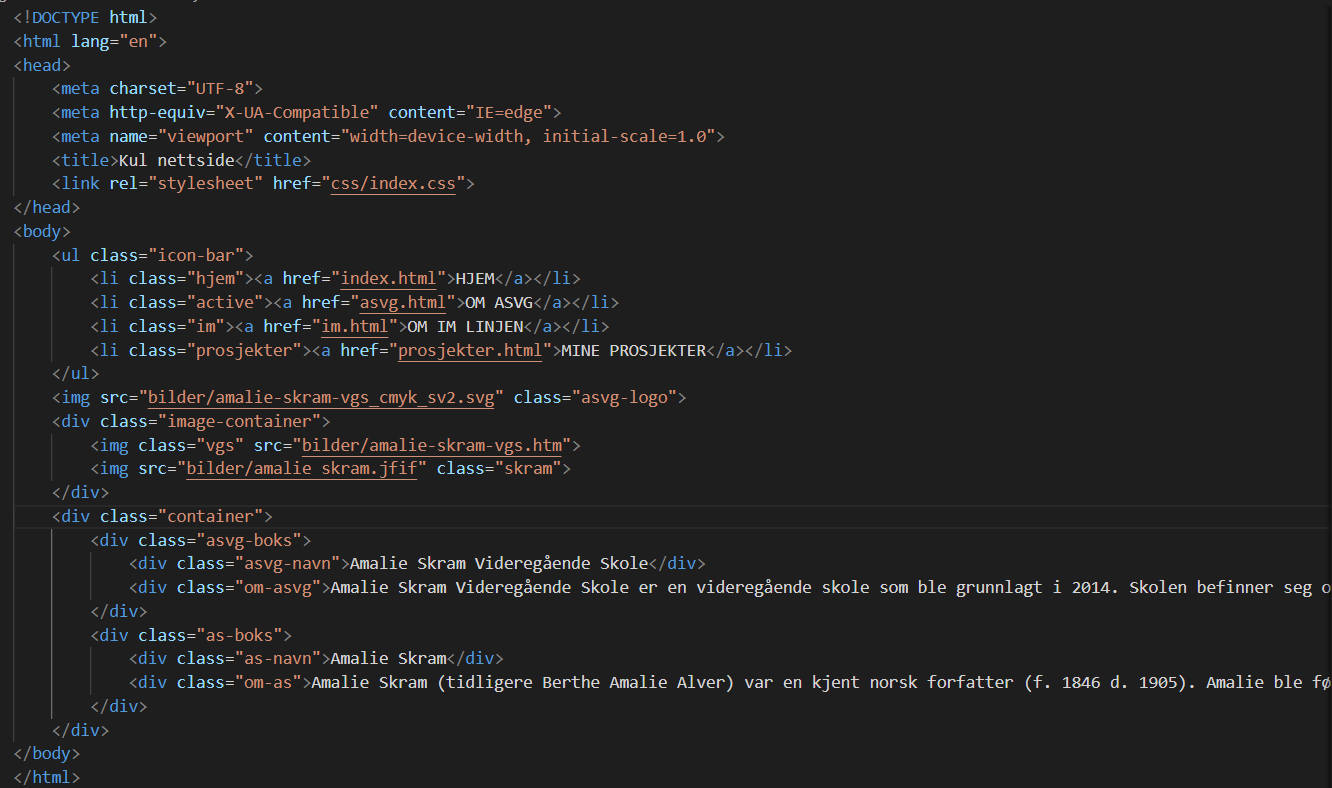 <!DOCTYPE html>
<html lang="en">
<head>
    <meta charset="UTF-8">
    <meta http-equiv="X-UA-Compatible" content="IE=edge">
    <meta name="viewport" content="width=device-width, initial-scale=1.0">
    <title>Kul nettside</title>
    <link rel="stylesheet" href="css/index.css">
</head>
<body>
    <ul class="icon-bar">
        <li class="hjem"><a href="index.html">HJEM</a></li>
        <li class="active"><a href="asvg.html">OM ASVG</a></li>
        <li class="im"><a href="im.html">OM IM LINJEN</a></li>
        <li class="prosjekter"><a href="prosjekter.html">MINE PROSJEKTER</a></li>
    </ul>
    <img src="bilder/amalie-skram-vgs_cmyk_sv2.svg" class="asvg-logo">
    <div class="image-container">
        <img class="vgs" src="bilder/amalie-skram-vgs.htm">
        <img src="bilder/amalie skram.jfif" class="skram">
    </div>
    <div class="container">
        <div class="asvg-boks">
            <div class="asvg-navn">Amalie Skram Videregående Skole</div>
            <div class="om-asvg">Amalie Skram Videregående Skole er en videregående skole som ble grunnlagt i 2014. Skolen befinner seg
        </div>
        <div class="as-boks">
            <div class="as-navn">Amalie Skram</div>
            <div class="om-as">Amalie Skram (tidligere Berthe Amalie Alver) var en kjent norsk forfatter (f. 1846 d. 1905). Amalie ble
        </div>
    </div>
</body>
</html>